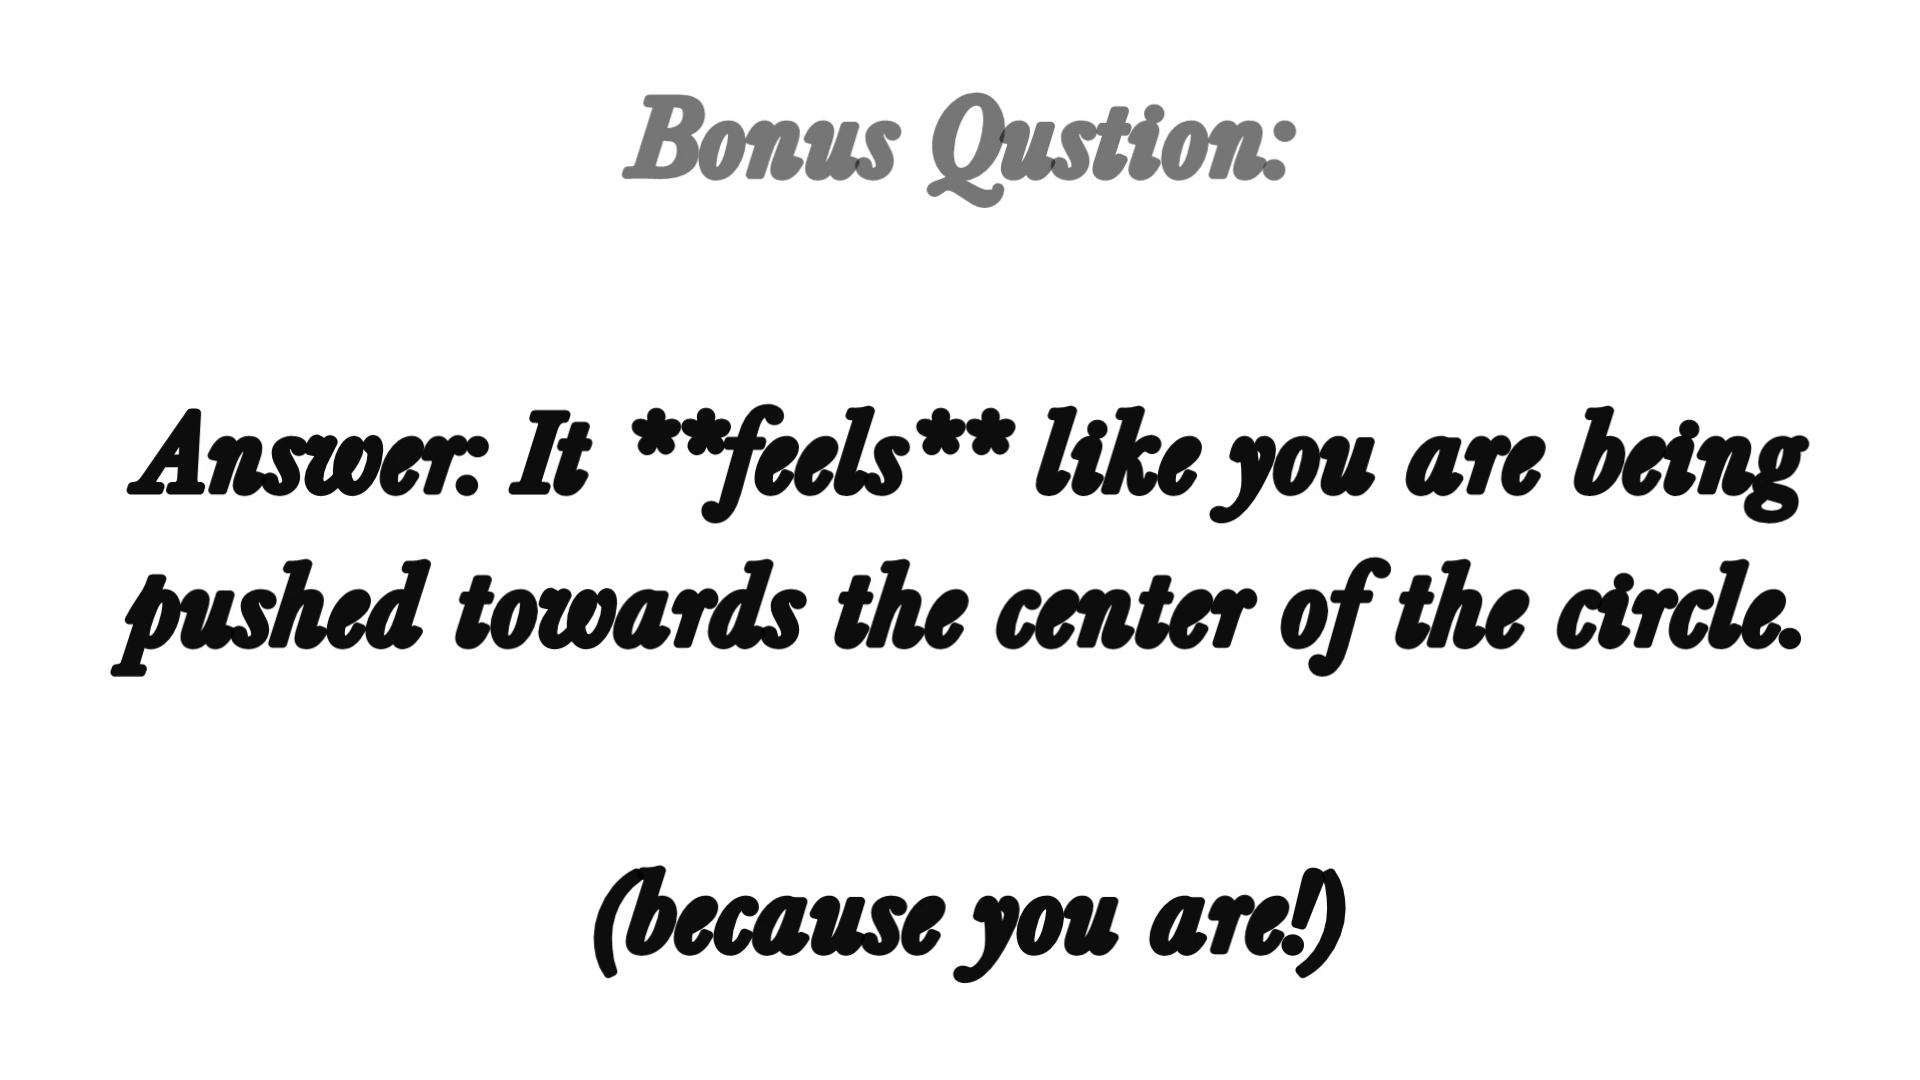 Bonus Qustion:
Answer: It **feels** like you are being
pushed towards the center of the circle.
(because you are!)